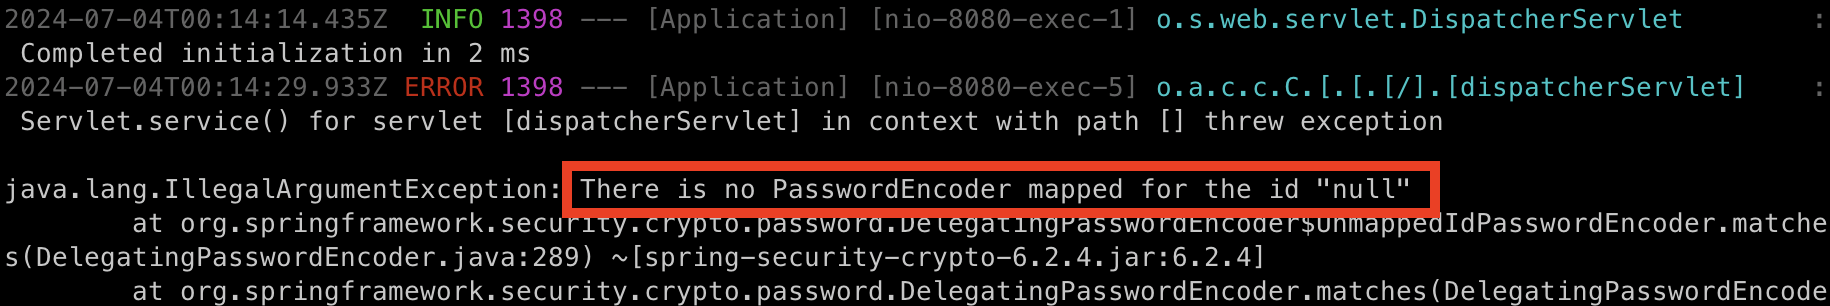 2024-07-04T00:14:14.435Z  INFO 1398 --- [Application] [nio-8080-exec-1] o.s.web.servlet.DispatcherServlet        :
 Completed initialization in 2 ms
2024-07-04T00:14:29.933Z ERROR 1398 --- [Application] [nio-8080-exec-5] o.a.c.c.C.[.[.[/].[dispatcherServlet]    :
 Servlet.service() for servlet [dispatcherServlet] in context with path [] threw exception
java.lang.IllegalArgumentException: There is no PasswordEncoder mapped for the id "null"
        at org.springframework.security.crypto.password.DelegatingPasswordEncoder$UnmappedIdPasswordEncoder.matche
s(DelegatingPasswordEncoder.java:289) ~[spring-security-crypto-6.2.4.jar:6.2.4]
        at org.springframework.security.crypto.password.DelegatingPasswordEncoder.matches(DelegatingPasswordEncode